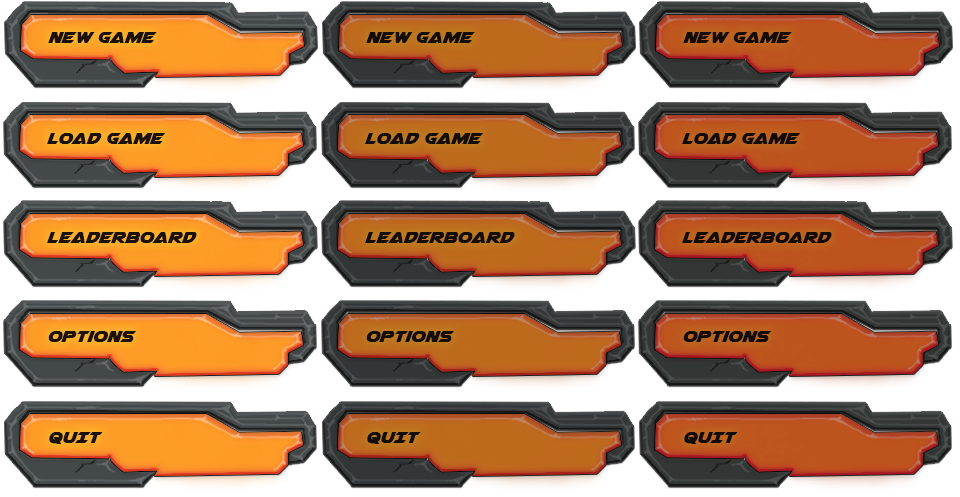 NEW GAME NEW GAME NEW GAME
LOAD GAME LOAD GAME LOAD GAME
LEADERBOARD LEADERBOARD LEADERBOARD
OPTIONS OPTIONS OPTIONS
QUIT QUIT QUIT